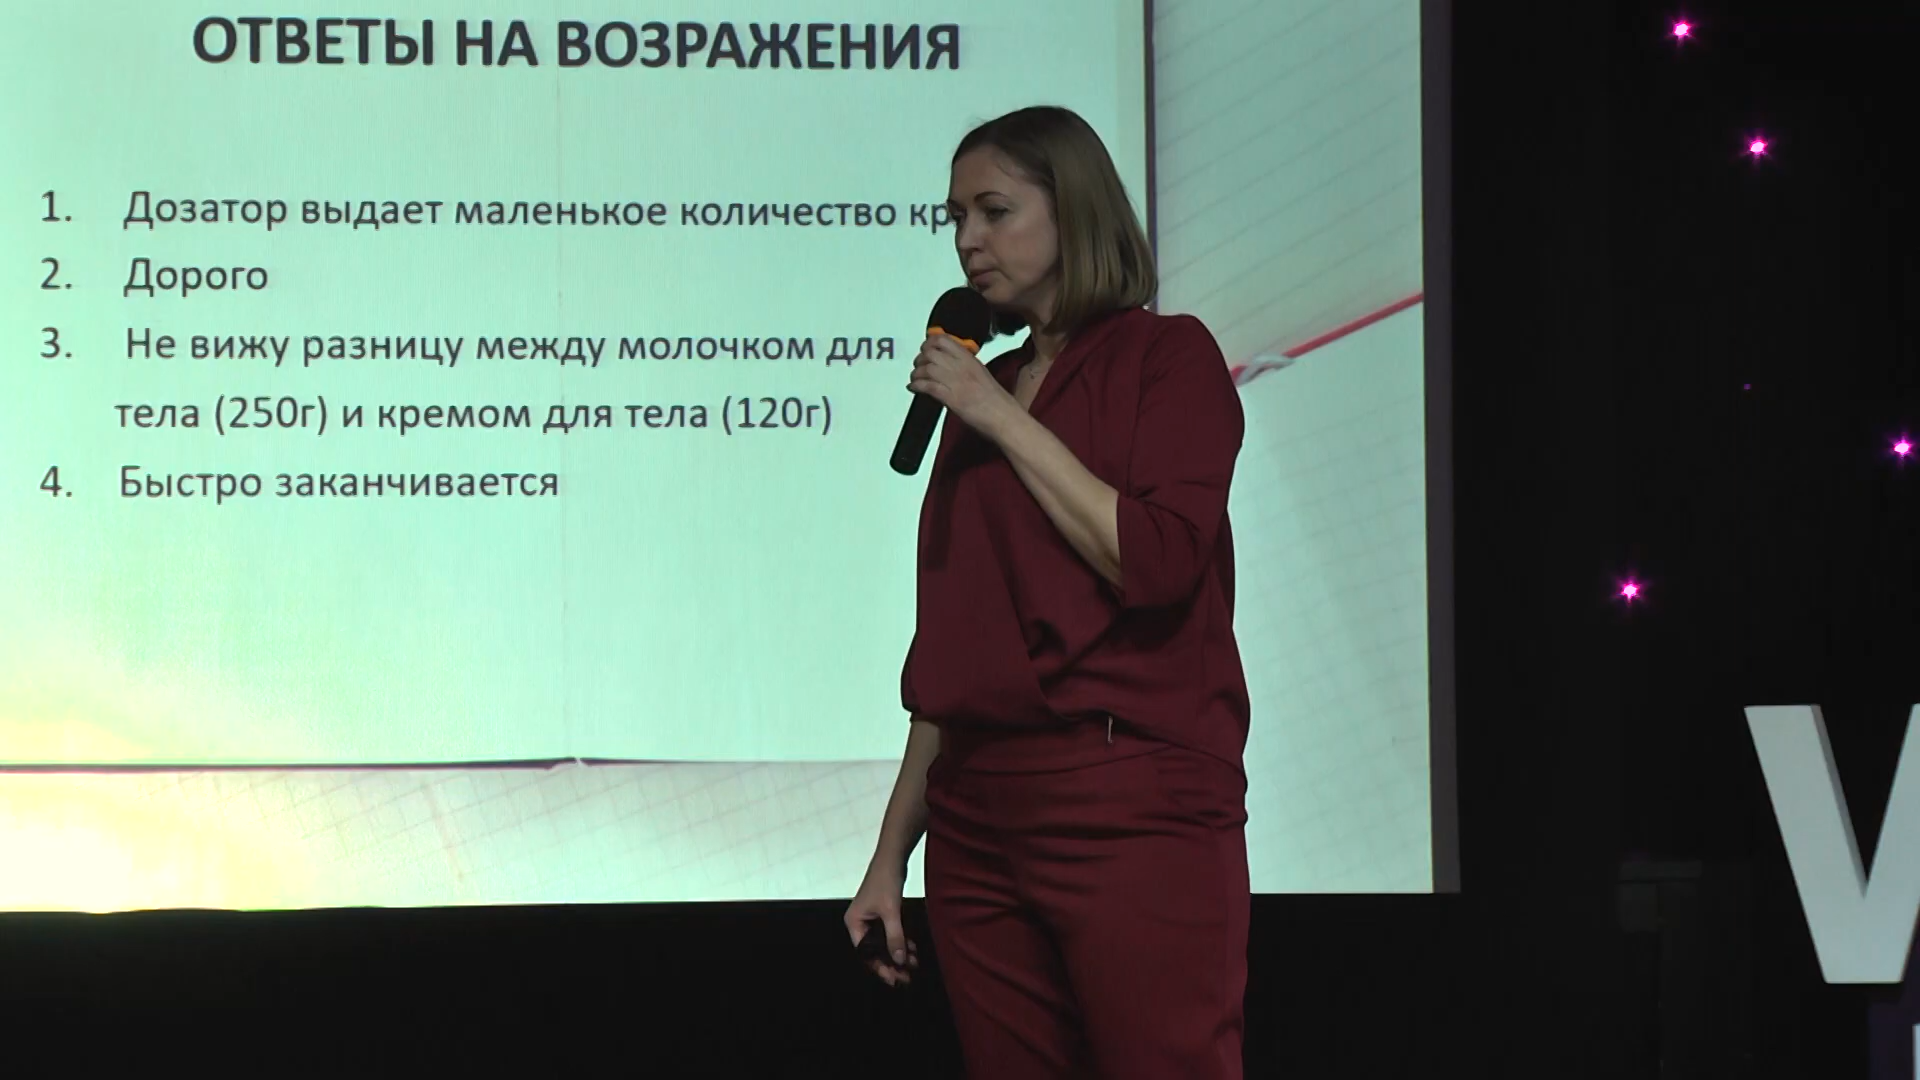 ОТВЕТЫ НА ВОЗРАЖЕНИЯ
1. Дозатор выдает маленькое количество
2. Дорого
3. Не вижу разницу между молочком для
тела (250г) и кремом для тела (120г)
4. Быстро заканчивается